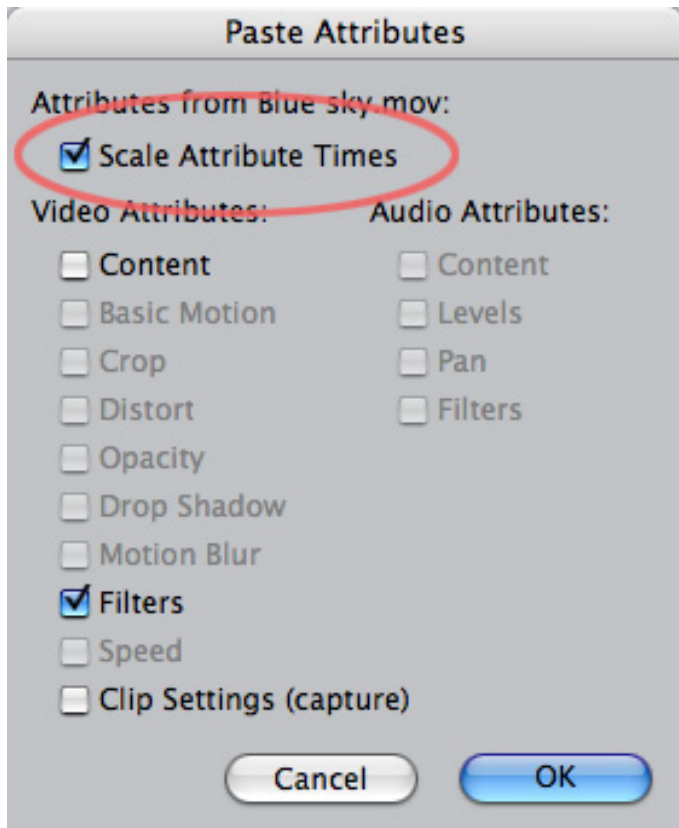 Paste Attributes
Attributes from Blue sky.mov:
Scale Attribute Times
Video Attributes:
Audio Attributes:
Content
Content
Basic Motion
Levels
Crop
Pan
Distort
Filters
Opacity
Drop Shadow
Motion Blur
Filters
Speed
Clip Settings (capture)
Cancel
OK